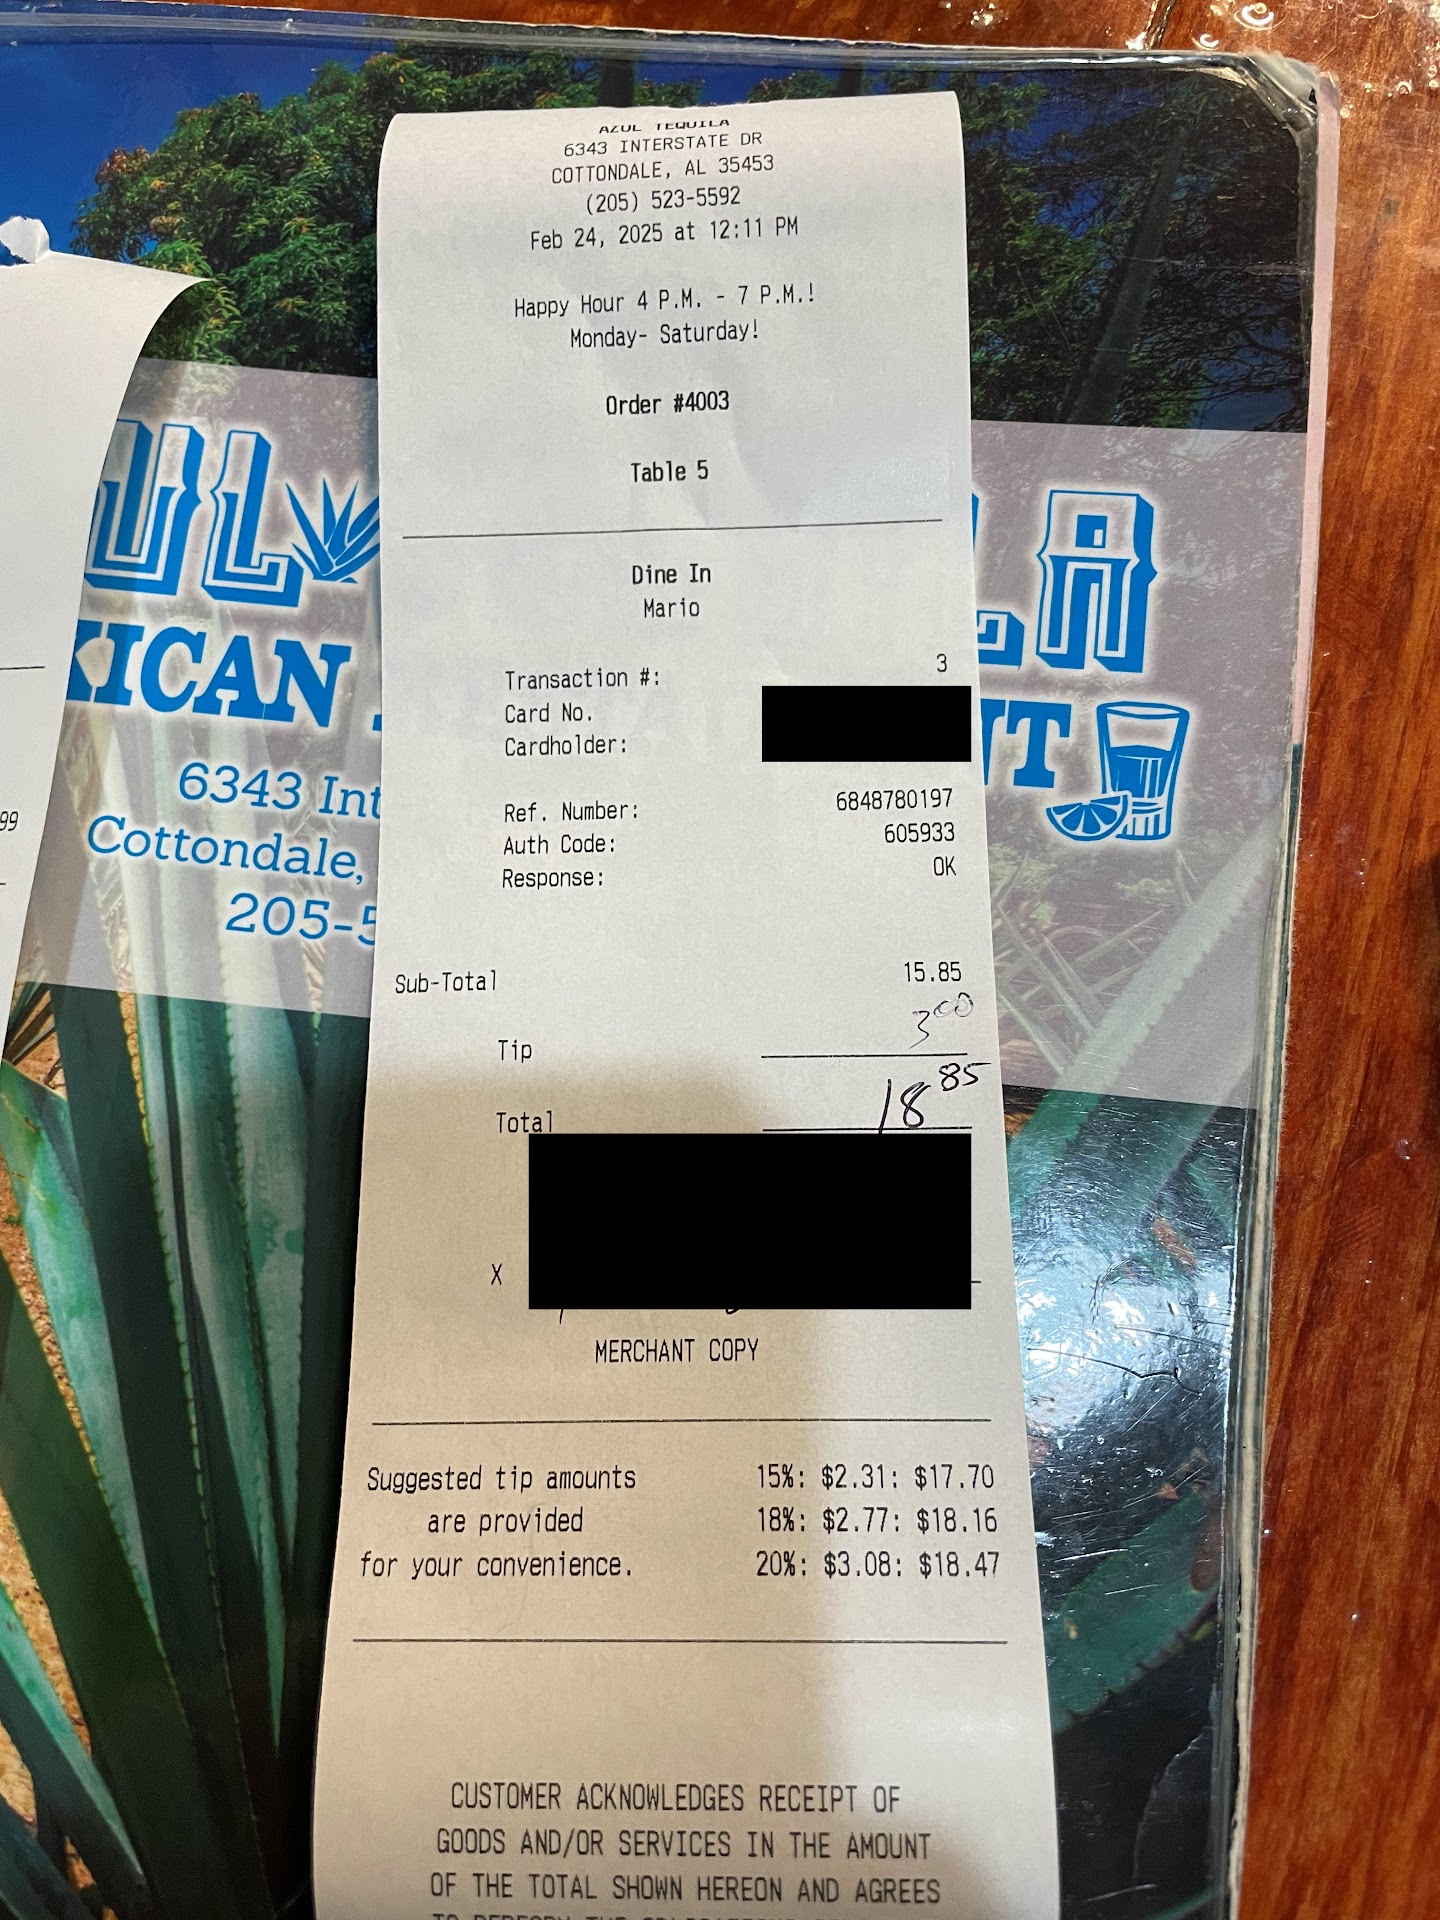 AZUL TEQUILA
6343 INTERSTATE DR
COTTONDALE, AL 35453
(205) 523-5592
Feb 24, 2025 at 12:11 PM
Happy Hour 4 P.M. - 7 P.M.!
Monday- Saturday!
Order #4003
Table 5
Dine In
Mario
Transaction #: 3
Card No.
Cardholder:
Ref. Number: 6848780197
Auth Code: 605933
Response: OK
Sub-Total 15.85
Tip 3.00
Total 18.85
X
MERCHANT COPY
Suggested tip amounts 15%: $2.31: $17.70
are provided 18%: $2.77: $18.16
for your convenience. 20%: $3.08: $18.47
CUSTOMER ACKNOWLEDGES RECEIPT OF
GOODS AND/OR SERVICES IN THE AMOUNT
OF THE TOTAL SHOWN HEREON AND AGREES
UL LA
XICAN NT
6343 Int
Cottondale,
205-5
99